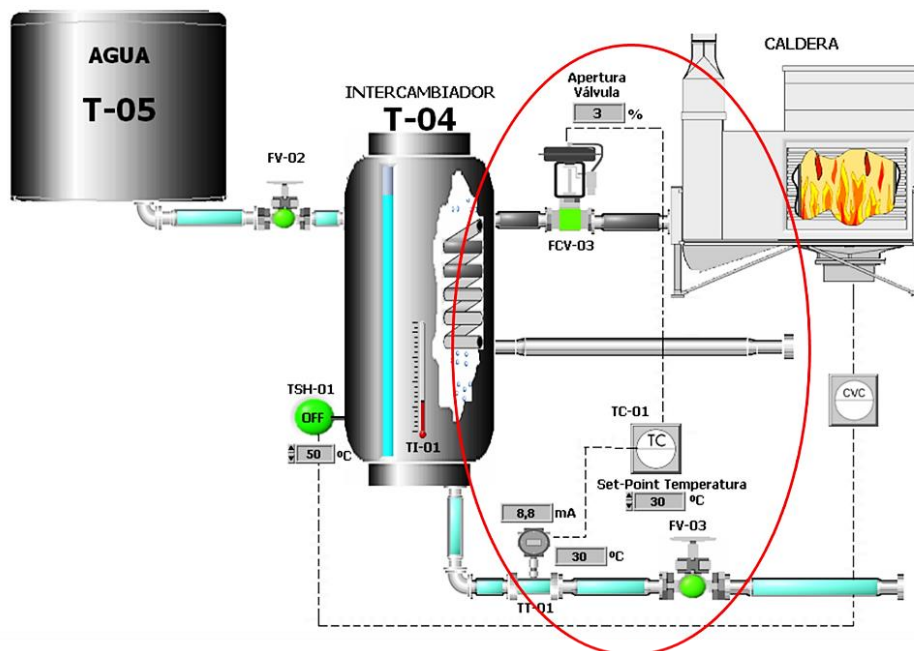 AGUA
T-05
FV-02
INTERCAMBIADOR
T-04
Apertura
Válvula
3 %
FCV-03
CALDERA
TSH-01
OFF
50 ºC
TI-01
TC-01
TC
CVC
Set-Point Temperatura
30 ºC
8,8 mA
30 ºC
FV-03
TT-01